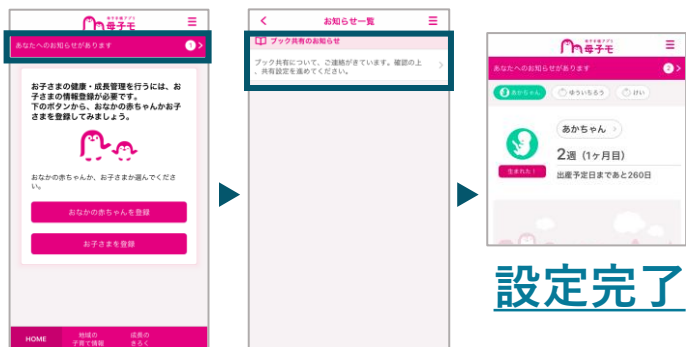 母子手帳アプリ
母子モ
あなたへのお知らせがあります
1
お子さまの健康・成長管理を行うには、お
子さまの情報登録が必要です。
下のボタンから、おなかの赤ちゃんかお子
さまを登録してみましょう。
おなかの赤ちゃんか、お子さまか選んでくださ
い。
おなかの赤ちゃんを登録
お子さまを登録
HOME
地域の
子育て情報
成長の
きろく
お知らせ一覧
ブック共有のお知らせ
ブック共有について、ご連絡がきています。確認の上
、共有設定を進めてください。
母子手帳アプリ
母子モ
あなたへのお知らせがあります
2
あかちゃん
ゆういちろう
けい
あかちゃん
2週（1ヶ月目）
生まれた！
出産予定日まであと260日
設定完了